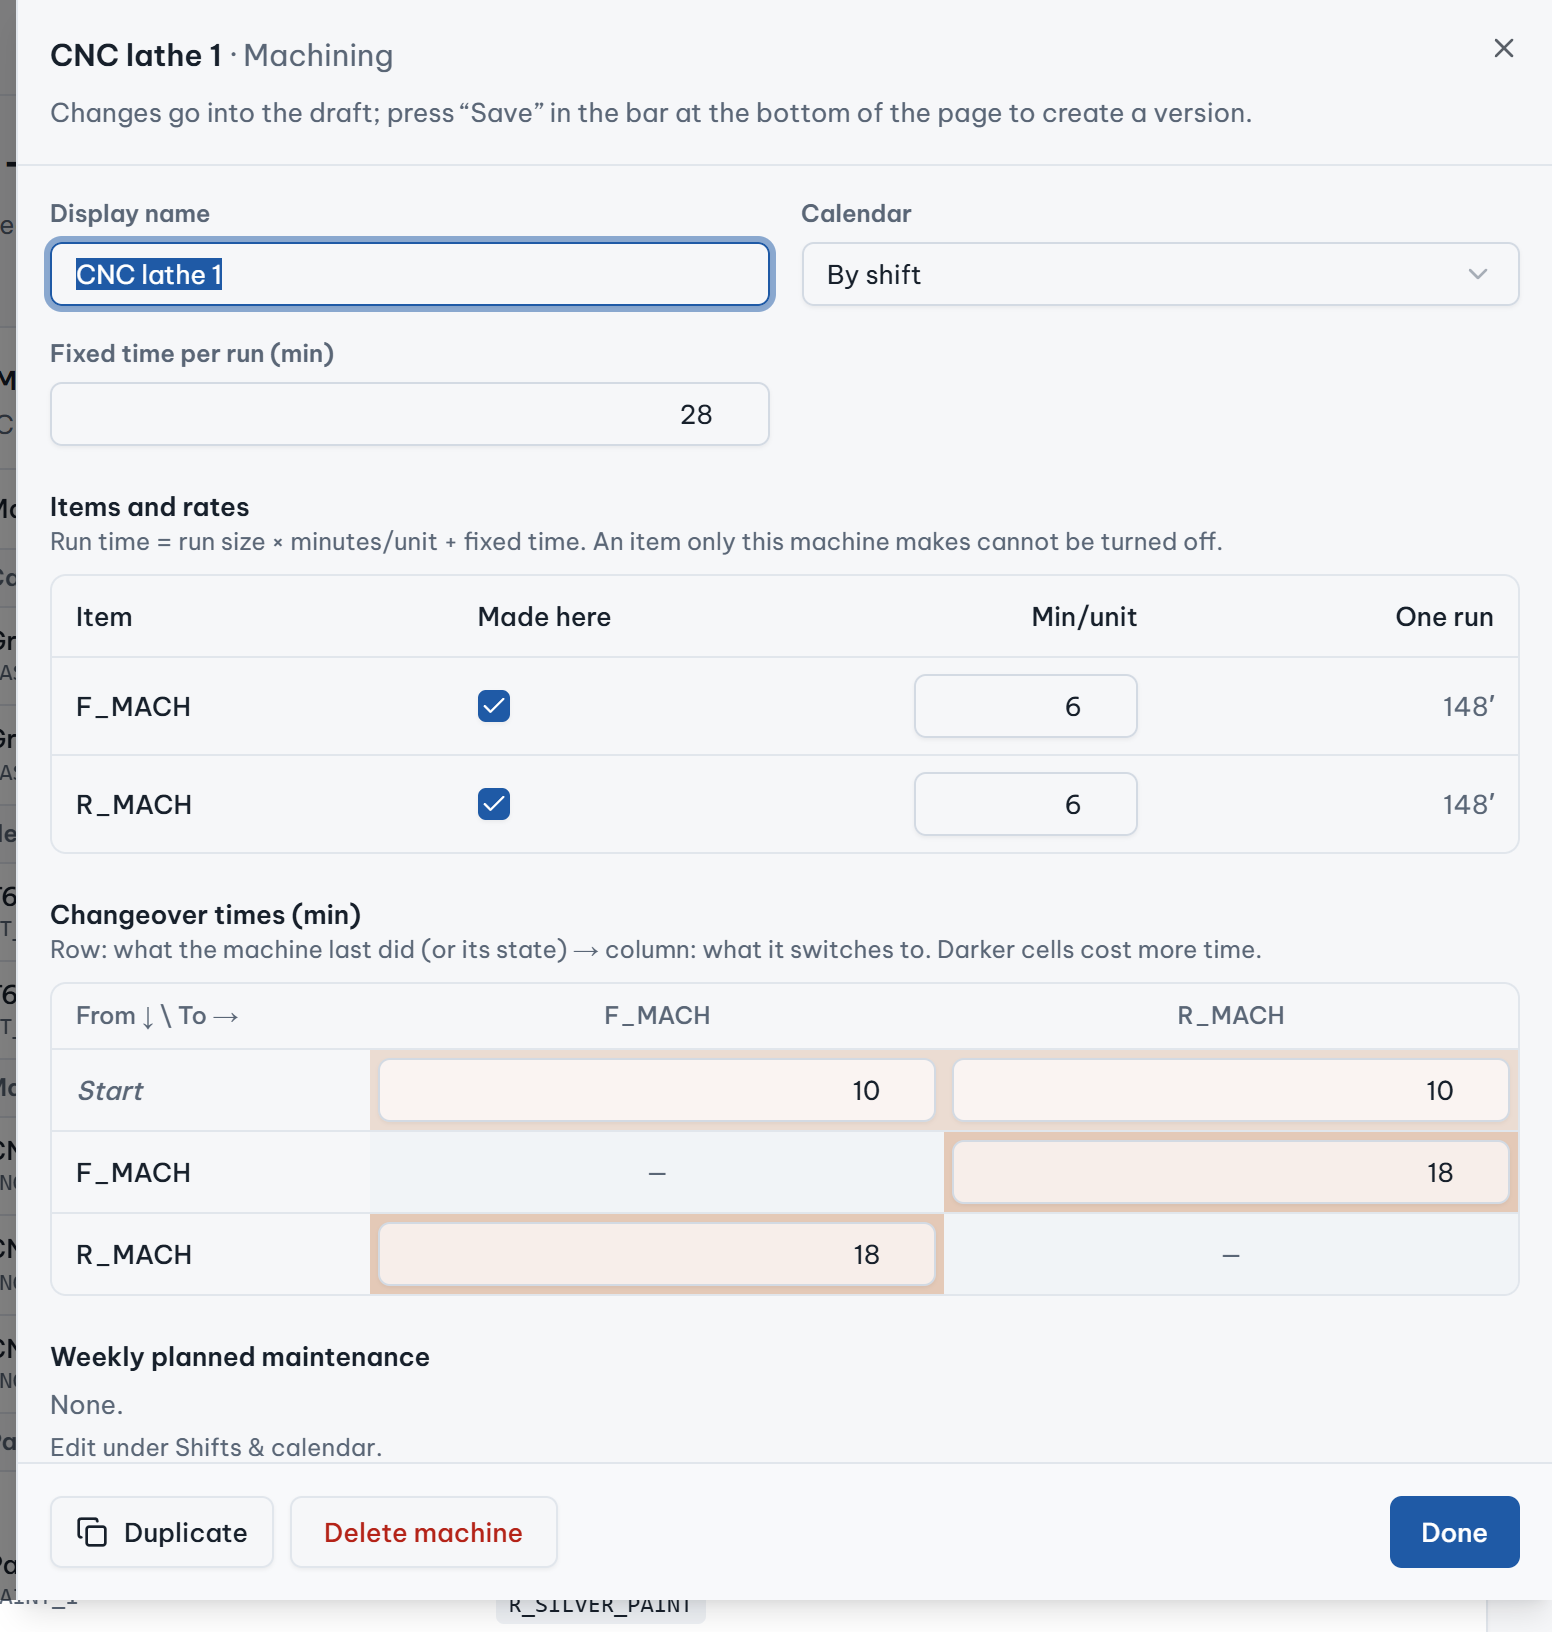 CNC lathe 1 · Machining
Changes go into the draft; press “Save” in the bar at the bottom of the page to create a version.
Display name
Calendar
CNC lathe 1
By shift
Fixed time per run (min)
28
Items and rates
Run time = run size × minutes/unit + fixed time. An item only this machine makes cannot be turned off.
Item Made here Min/unit One run
F_MACH 6 148′
R_MACH 6 148′
Changeover times (min)
Row: what the machine last did (or its state) → column: what it switches to. Darker cells cost more time.
From ↓ \ To → F_MACH R_MACH
Start 10 10
F_MACH — 18
R_MACH 18 —
Weekly planned maintenance
None.
Edit under Shifts & calendar.
Duplicate
Delete machine
Done
R_SILVER_PAINT